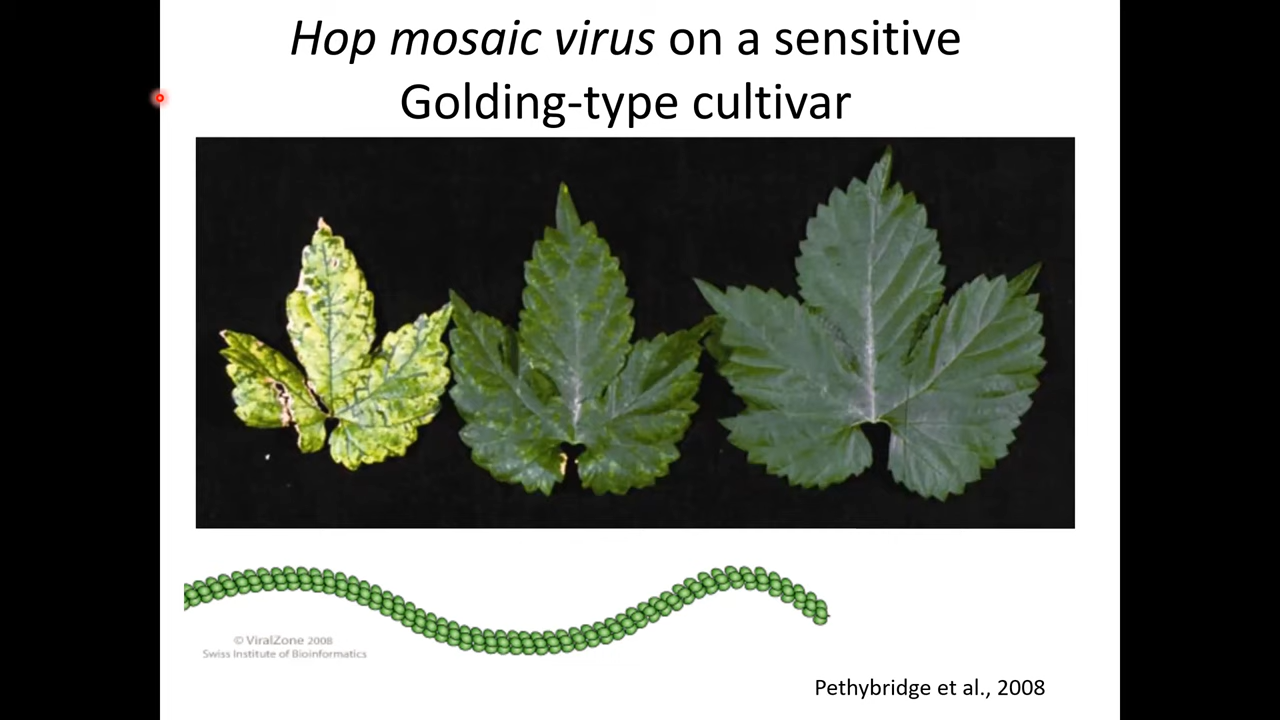 Hop mosaic virus on a sensitive
Golding-type cultivar
© ViralZone 2008
Swiss Institute of Bioinformatics
Pethybridge et al., 2008